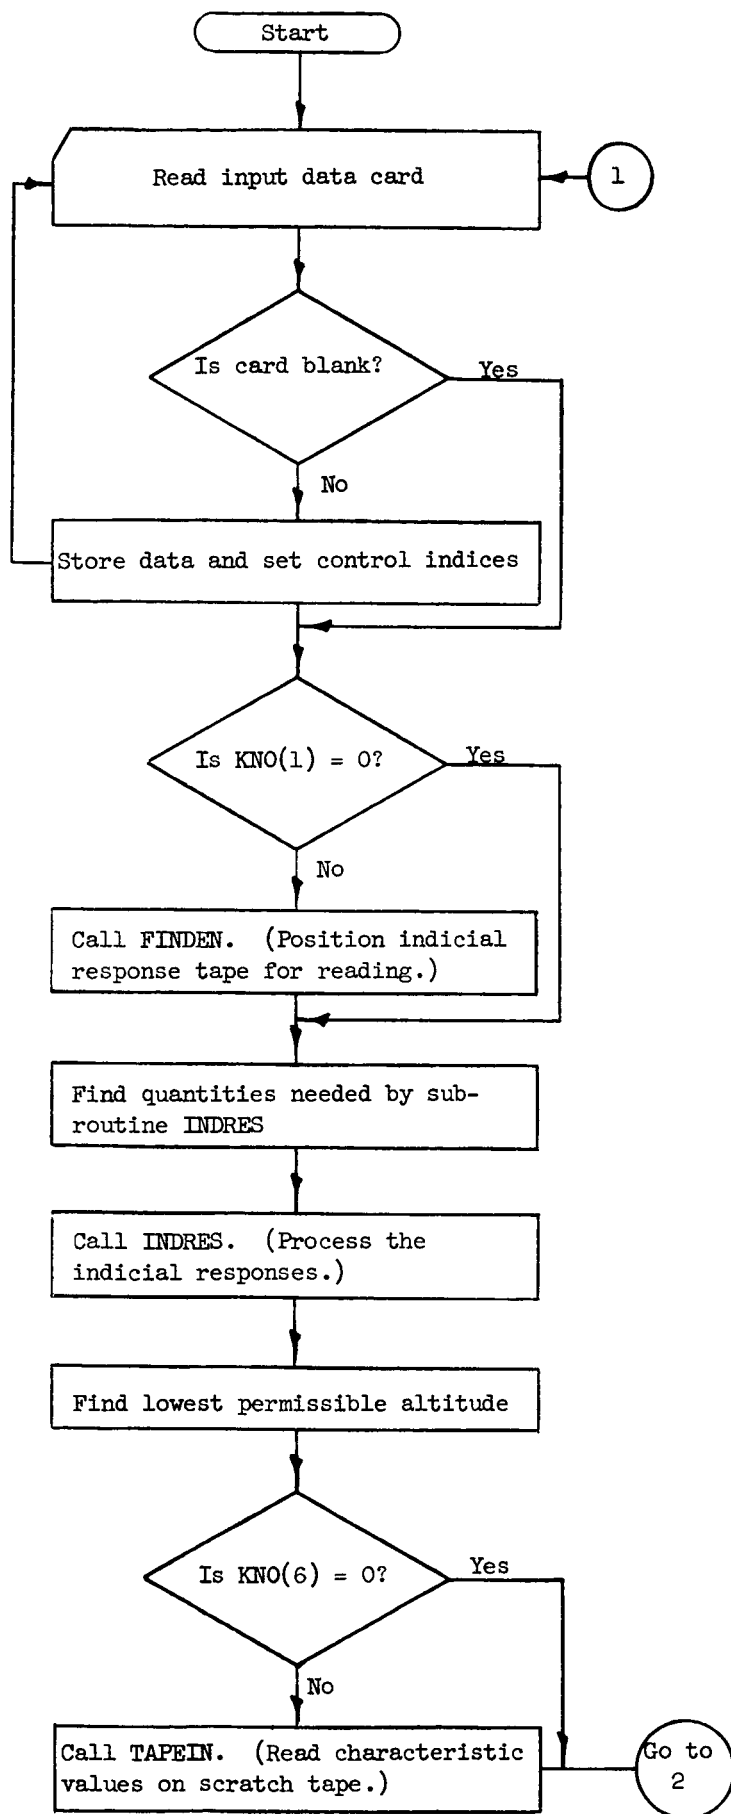 Start
Read input data card
1
Is card blank?
Yes
No
Store data and set control indices
Is KNO(1) = 0?
Yes
No
Call FINDEN. (Position indicial
response tape for reading.)
Find quantities needed by sub-
routine INDRES
Call INDRES. (Process the
indicial responses.)
Find lowest permissible altitude
Is KNO(6) = 0?
Yes
No
Call TAPEIN. (Read characteristic
values on scratch tape.)
Go to
2